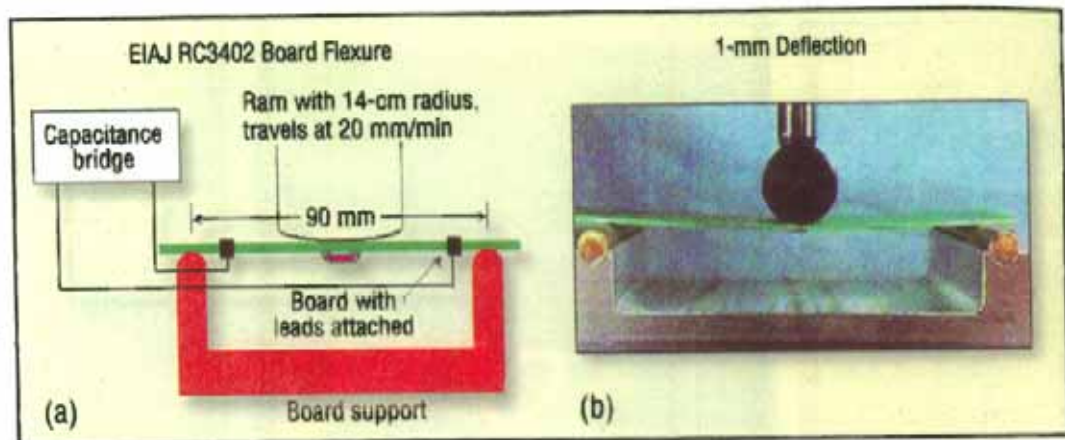 EIAJ RC3402 Board Flexure
Ram with 14-cm radius,
travels at 20 mm/min
Capacitance
bridge
90 mm
Board with
leads attached
Board support
(a)
1-mm Deflection
(b)